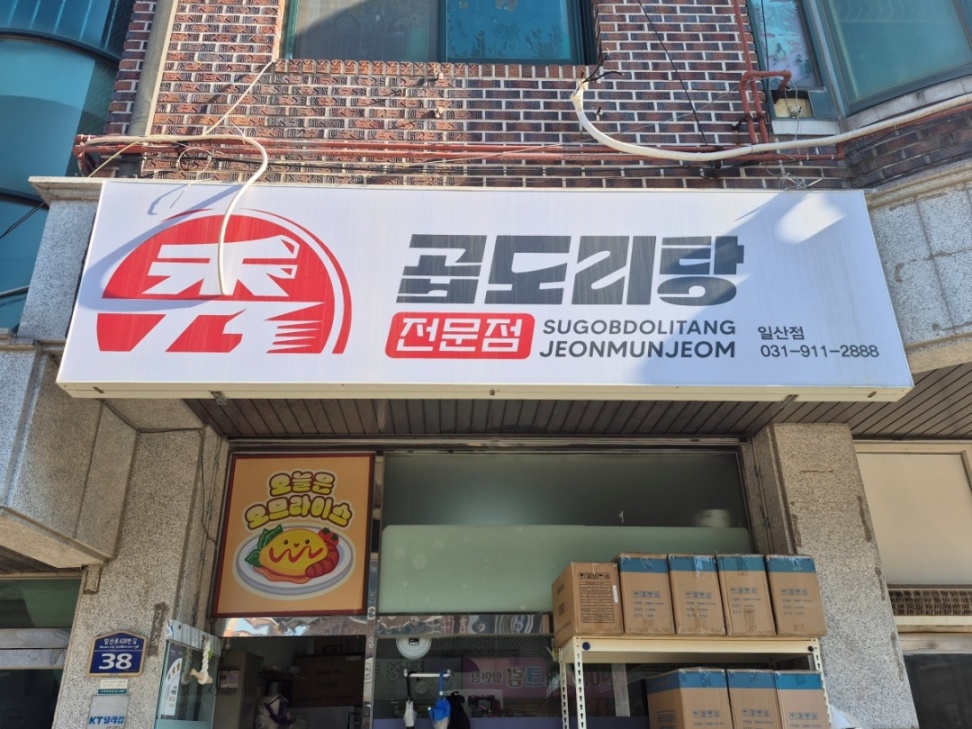 秀
곱도리탕
전문점
SUGOBDOLITANG
JEONMUNJEOM
일산점
031-911-2888
오늘은
오므라이스
38